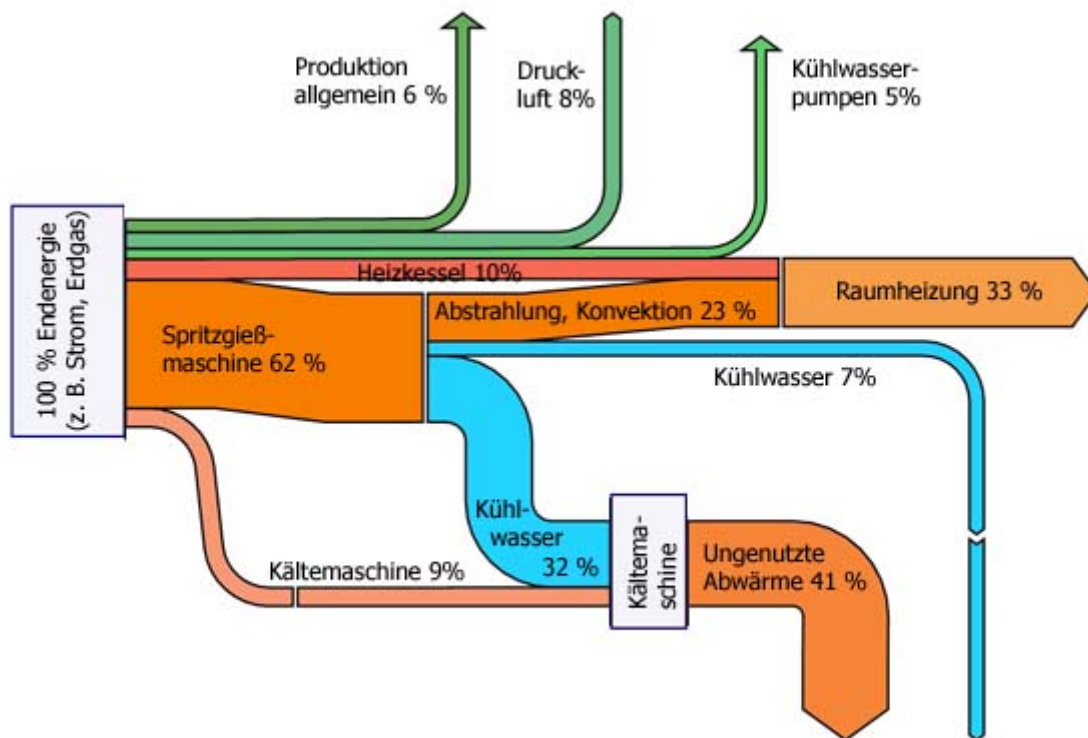 Produktion
allgemein 6 %
Druck-
luft 8%
Kühlwasser-
pumpen 5%
100 % Endenergie
(z. B. Strom, Erdgas)
Heizkessel 10%
Raumheizung 33 %
Abstrahlung, Konvektion 23 %
Spritzgieß-
maschine 62 %
Kühlwasser 7%
Kühl-
wasser
32 %
Kältema-
schine
Ungenutzte
Abwärme 41 %
Kältemaschine 9%